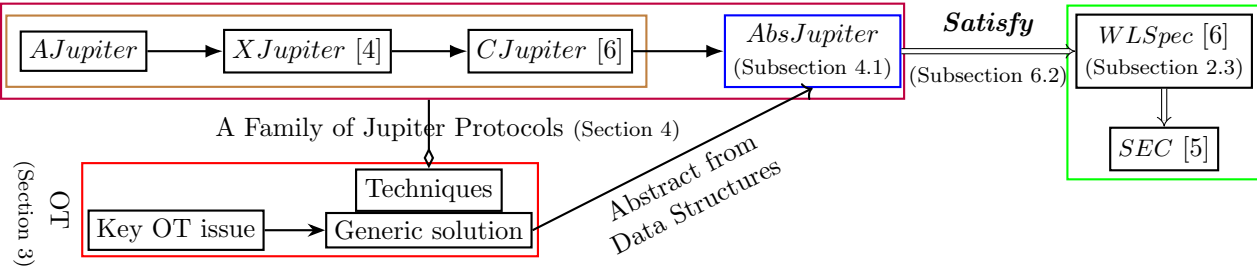 AJupiter
XJupiter [4]
CJupiter [6]
AbsJupiter
(Subsection 4.1)
Satisfy
(Subsection 6.2)
WLSpec [6]
(Subsection 2.3)
SEC [5]
A Family of Jupiter Protocols (Section 4)
OT
(Section 3)
Techniques
Key OT issue
Generic solution
Abstract from
Data Structures